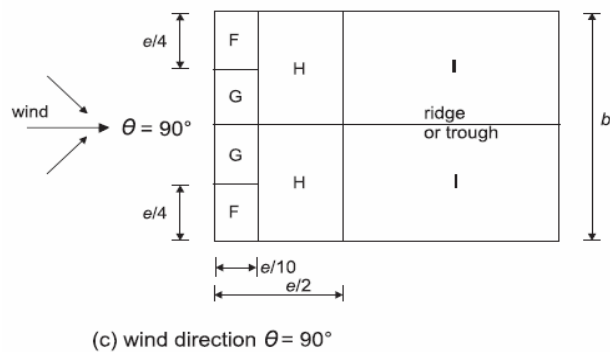 e/4
F
H
I
wind
θ = 90°
G
ridge
or trough
b
G
H
I
e/4
F
e/10
e/2
(c) wind direction θ = 90°